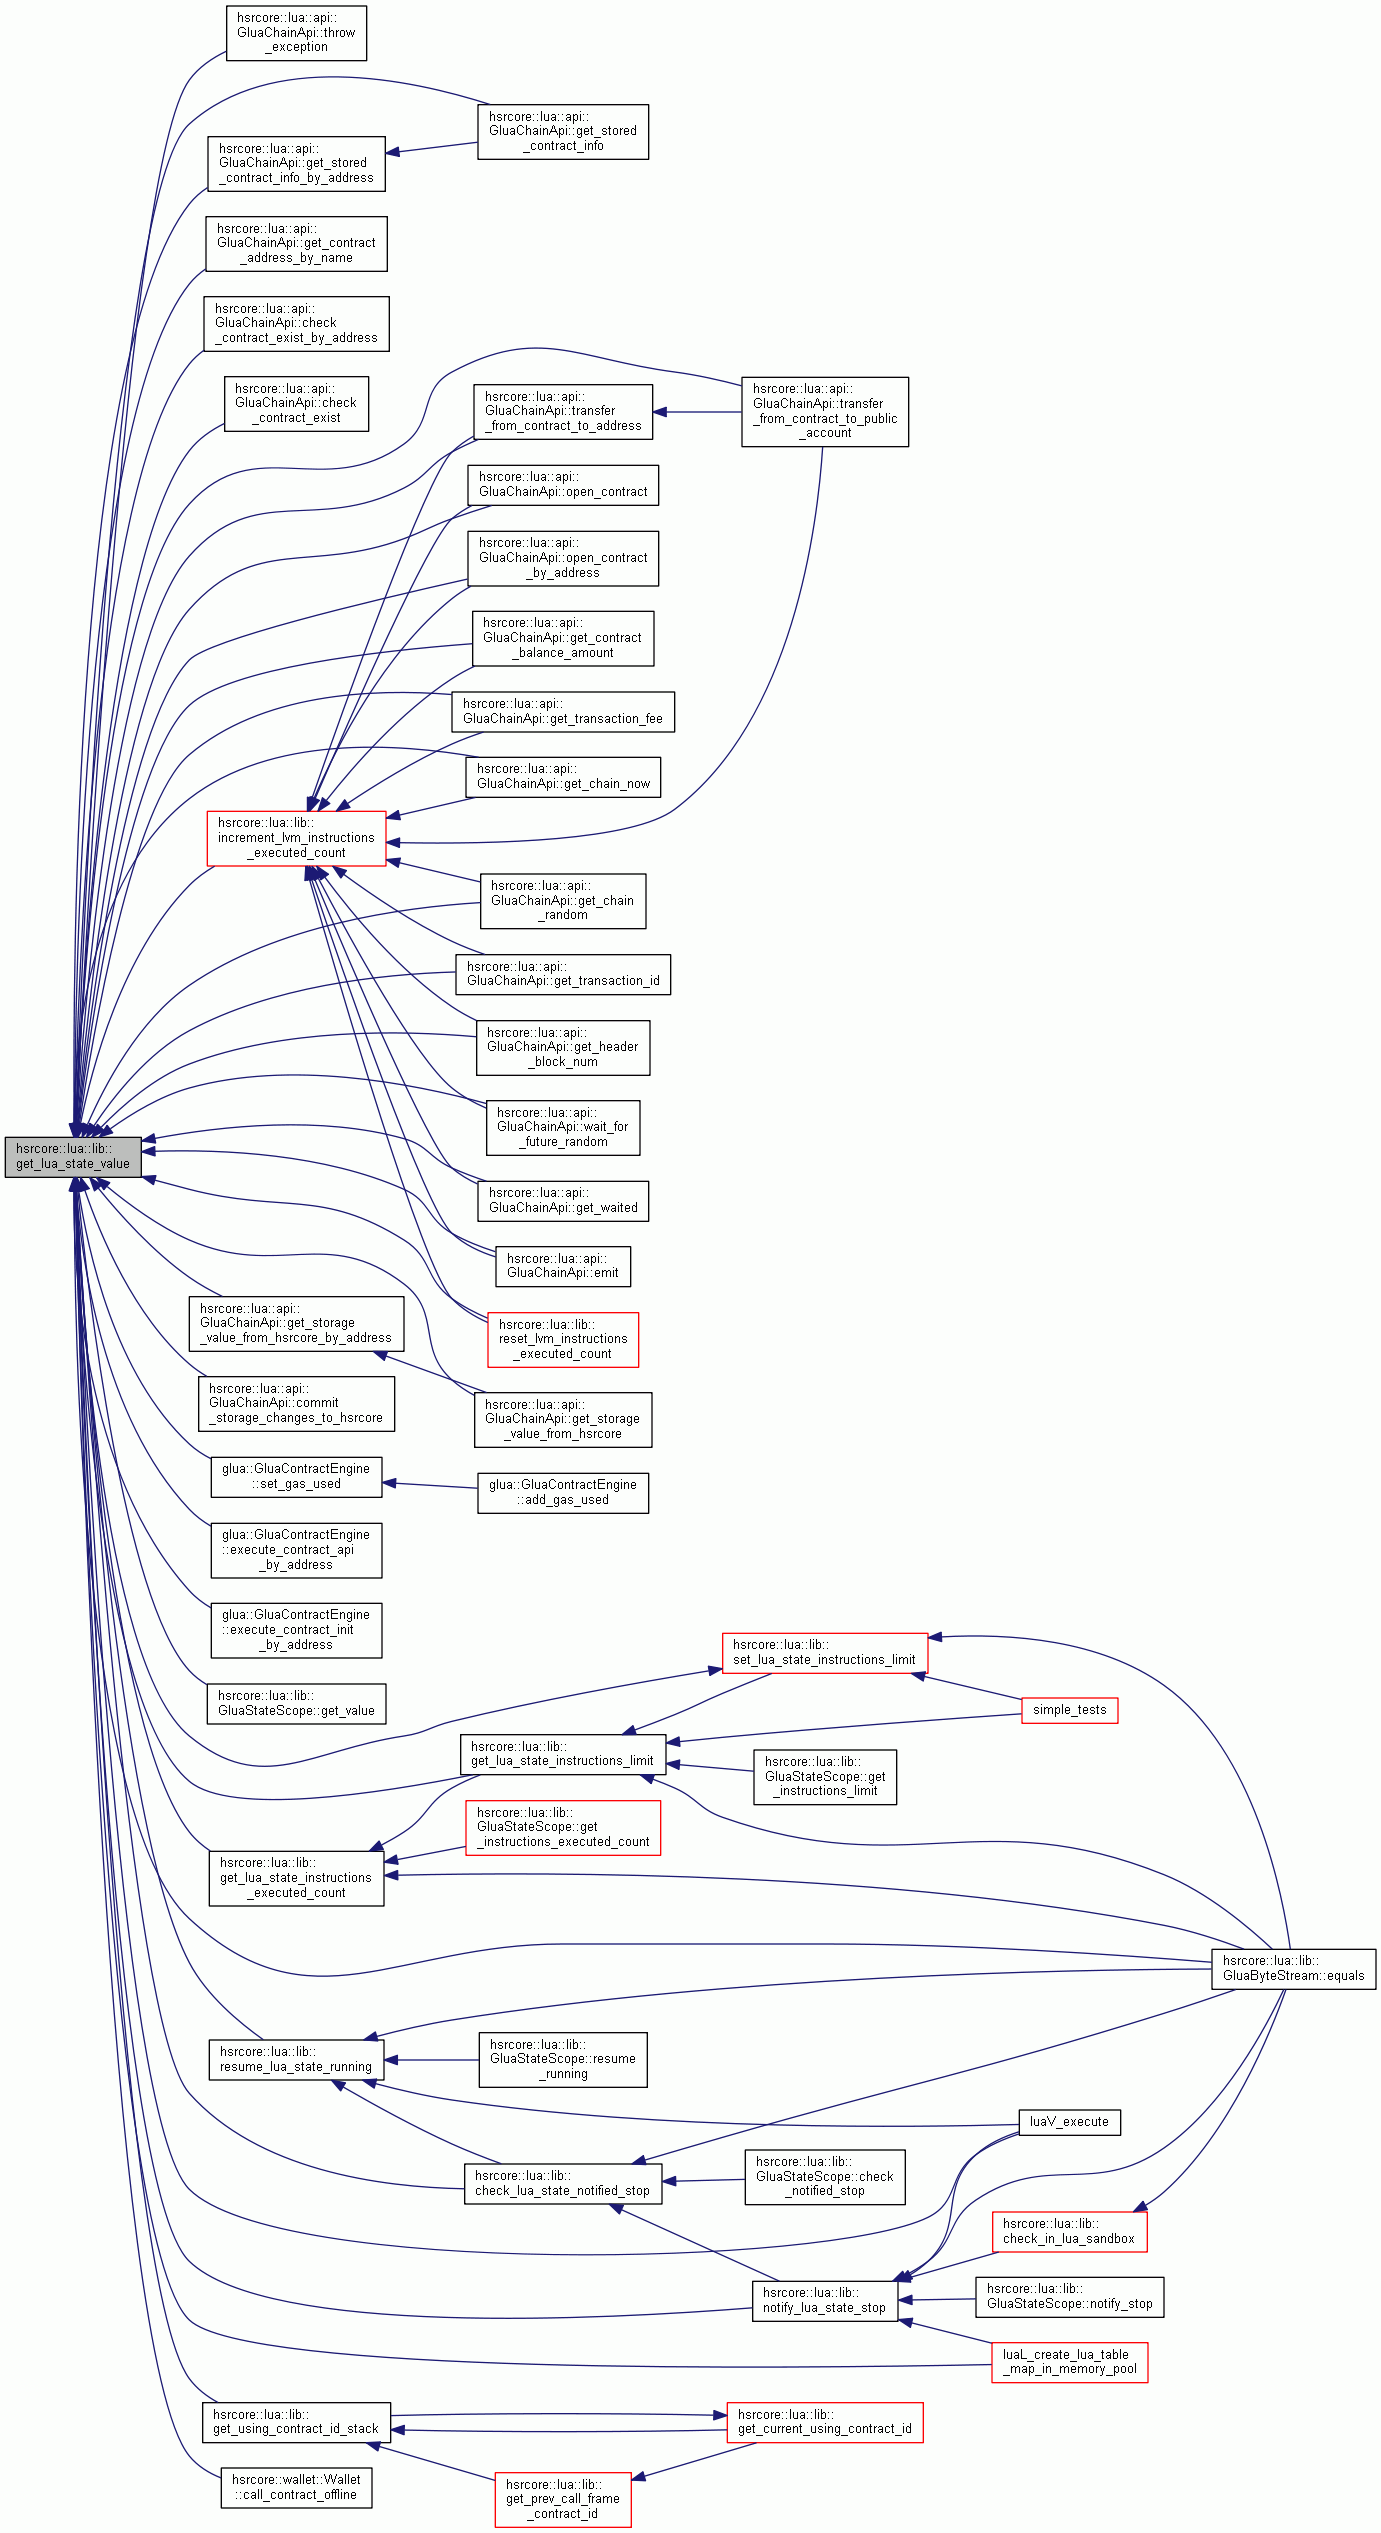 hsrcore::lua::api::
GluaChainApi::throw
_exception
hsrcore::lua::api::
GluaChainApi::get_stored
_contract_info
hsrcore::lua::api::
GluaChainApi::get_stored
_contract_info_by_address
hsrcore::lua::api::
GluaChainApi::get_contract
_address_by_name
hsrcore::lua::api::
GluaChainApi::check
_contract_exist_by_address
hsrcore::lua::api::
GluaChainApi::check
_contract_exist
hsrcore::lua::api::
GluaChainApi::transfer
_from_contract_to_public
_account
hsrcore::lua::api::
GluaChainApi::transfer
_from_contract_to_address
hsrcore::lua::api::
GluaChainApi::open_contract
hsrcore::lua::api::
GluaChainApi::open_contract
_by_address
hsrcore::lua::api::
GluaChainApi::get_contract
_balance_amount
hsrcore::lua::api::
GluaChainApi::get_transaction_fee
hsrcore::lua::api::
GluaChainApi::get_chain_now
hsrcore::lua::lib::
increment_lvm_instructions
_executed_count
hsrcore::lua::api::
GluaChainApi::get_chain
_random
hsrcore::lua::api::
GluaChainApi::get_transaction_id
hsrcore::lua::api::
GluaChainApi::get_header
_block_num
hsrcore::lua::api::
GluaChainApi::wait_for
_future_random
hsrcore::lua::lib::
get_lua_state_value
hsrcore::lua::api::
GluaChainApi::get_waited
hsrcore::lua::api::
GluaChainApi::emit
hsrcore::lua::api::
GluaChainApi::get_storage
_value_from_hsrcore_by_address
hsrcore::lua::lib::
reset_lvm_instructions
_executed_count
hsrcore::lua::api::
GluaChainApi::commit
_storage_changes_to_hsrcore
hsrcore::lua::api::
GluaChainApi::get_storage
_value_from_hsrcore
glua::GluaContractEngine
::set_gas_used
glua::GluaContractEngine
::add_gas_used
glua::GluaContractEngine
::execute_contract_api
_by_address
glua::GluaContractEngine
::execute_contract_init
_by_address
hsrcore::lua::lib::
set_lua_state_instructions_limit
hsrcore::lua::lib::
GluaStateScope::get_value
simple_tests
hsrcore::lua::lib::
get_lua_state_instructions_limit
hsrcore::lua::lib::
GluaStateScope::get
_instructions_limit
hsrcore::lua::lib::
GluaStateScope::get
_instructions_executed_count
hsrcore::lua::lib::
get_lua_state_instructions
_executed_count
hsrcore::lua::lib::
GluaByteStream::equals
hsrcore::lua::lib::
resume_lua_state_running
hsrcore::lua::lib::
GluaStateScope::resume
_running
luaV_execute
hsrcore::lua::lib::
check_lua_state_notified_stop
hsrcore::lua::lib::
GluaStateScope::check
_notified_stop
hsrcore::lua::lib::
check_in_lua_sandbox
hsrcore::lua::lib::
notify_lua_state_stop
hsrcore::lua::lib::
GluaStateScope::notify_stop
luaL_create_lua_table
_map_in_memory_pool
hsrcore::lua::lib::
get_using_contract_id_stack
hsrcore::lua::lib::
get_current_using_contract_id
hsrcore::wallet::Wallet
::call_contract_offline
hsrcore::lua::lib::
get_prev_call_frame
_contract_id